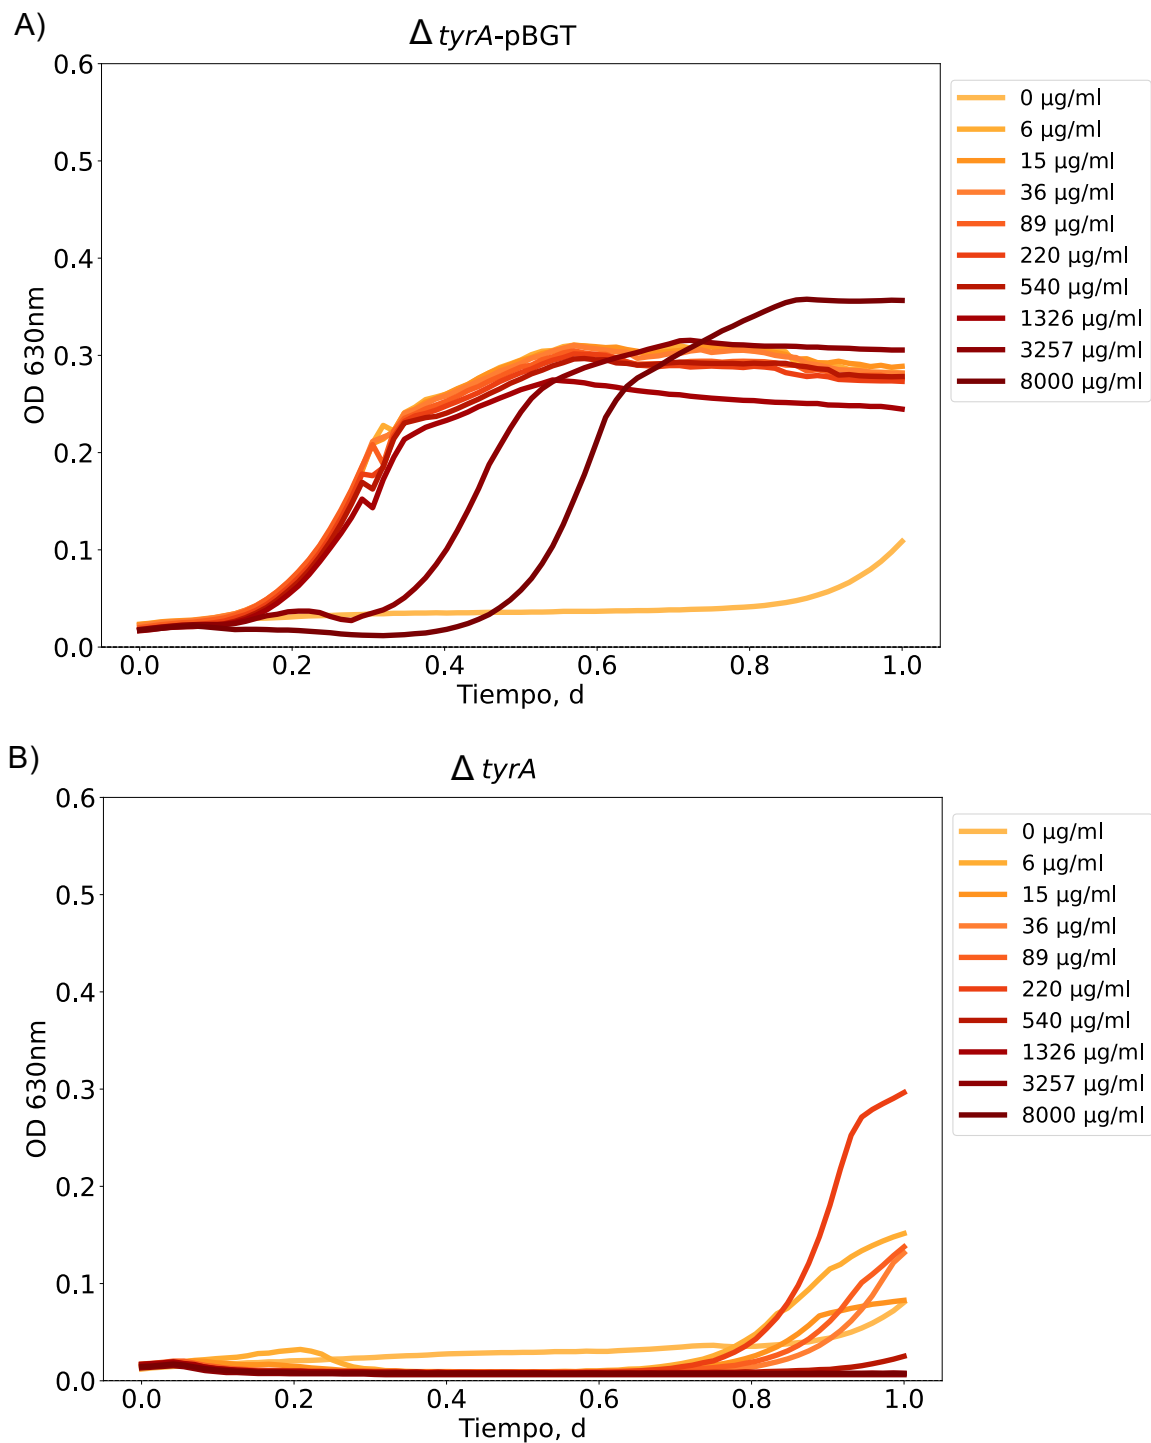 A)
Δ tyrA-pBGT
OD 630nm
0.6
0.5
0.4
0.3
0.2
0.1
0.0
0.0 0.2 0.4 0.6 0.8 1.0
Tiempo, d
0 µg/ml
6 µg/ml
15 µg/ml
36 µg/ml
89 µg/ml
220 µg/ml
540 µg/ml
1326 µg/ml
3257 µg/ml
8000 µg/ml
B)
Δ tyrA
OD 630nm
0.6
0.5
0.4
0.3
0.2
0.1
0.0
0.0 0.2 0.4 0.6 0.8 1.0
Tiempo, d
0 µg/ml
6 µg/ml
15 µg/ml
36 µg/ml
89 µg/ml
220 µg/ml
540 µg/ml
1326 µg/ml
3257 µg/ml
8000 µg/ml